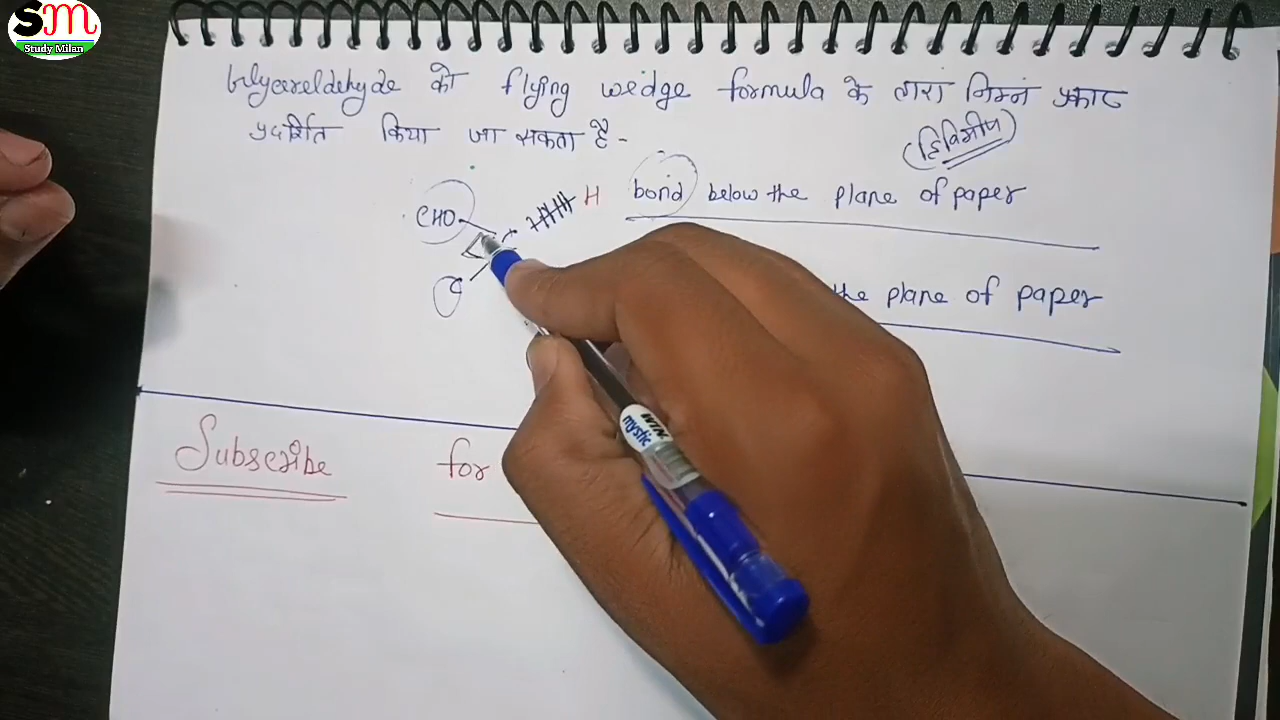 SM
Study Milan
Glyceraldehyde को flying wedge formula के द्वारा निम्न प्रकार
प्रदर्शित किया जा सकता है -
(द्विविमीय)
CHO
H
bond below the plane of paper
C
the plane of paper
Subscribe for
WIN
mystic